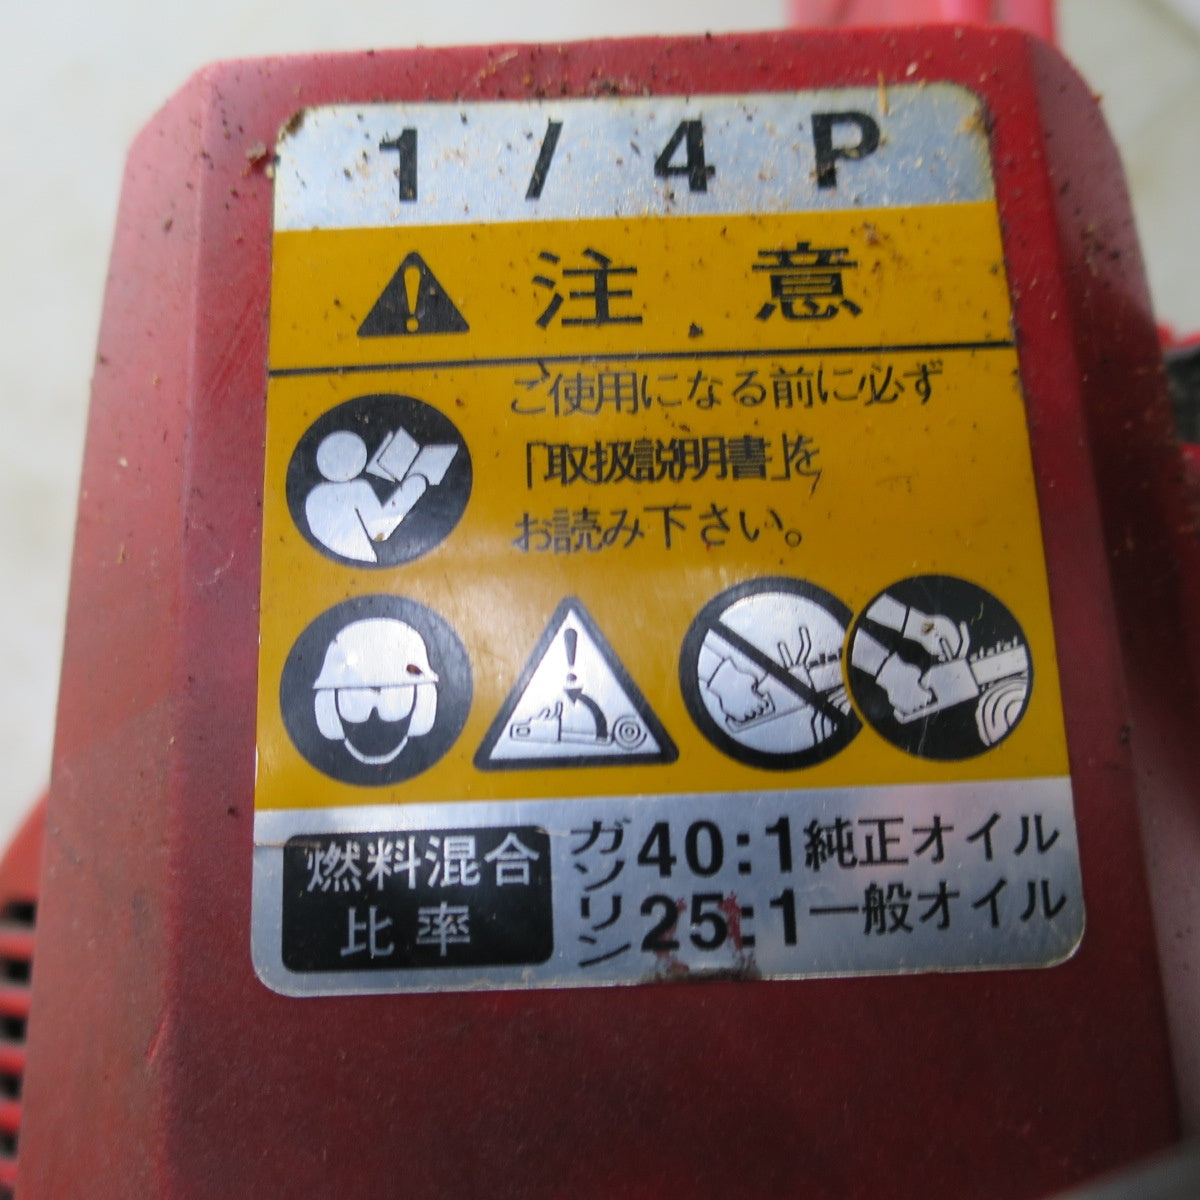 1/4P
注意
ご使用になる前に必ず
「取扱説明書」を
お読み下さい。
燃料混合
比率
ガソリン
40:1純正オイル
25:1一般オイル